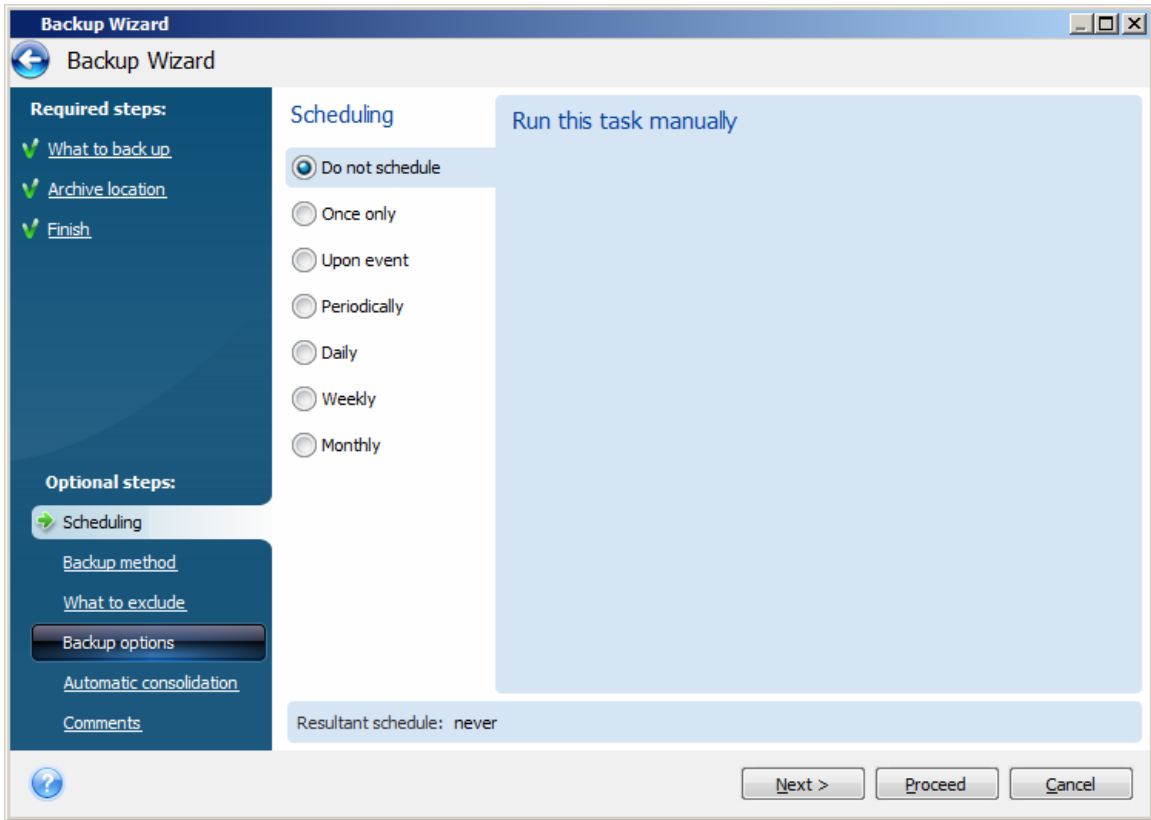 Backup Wizard
Backup Wizard
Required steps:
What to back up
Archive location
Finish
Optional steps:
Scheduling
Backup method
What to exclude
Backup options
Automatic consolidation
Comments
Scheduling
Do not schedule
Once only
Upon event
Periodically
Daily
Weekly
Monthly
Run this task manually
Resultant schedule: never
?
Next >
Proceed
Cancel